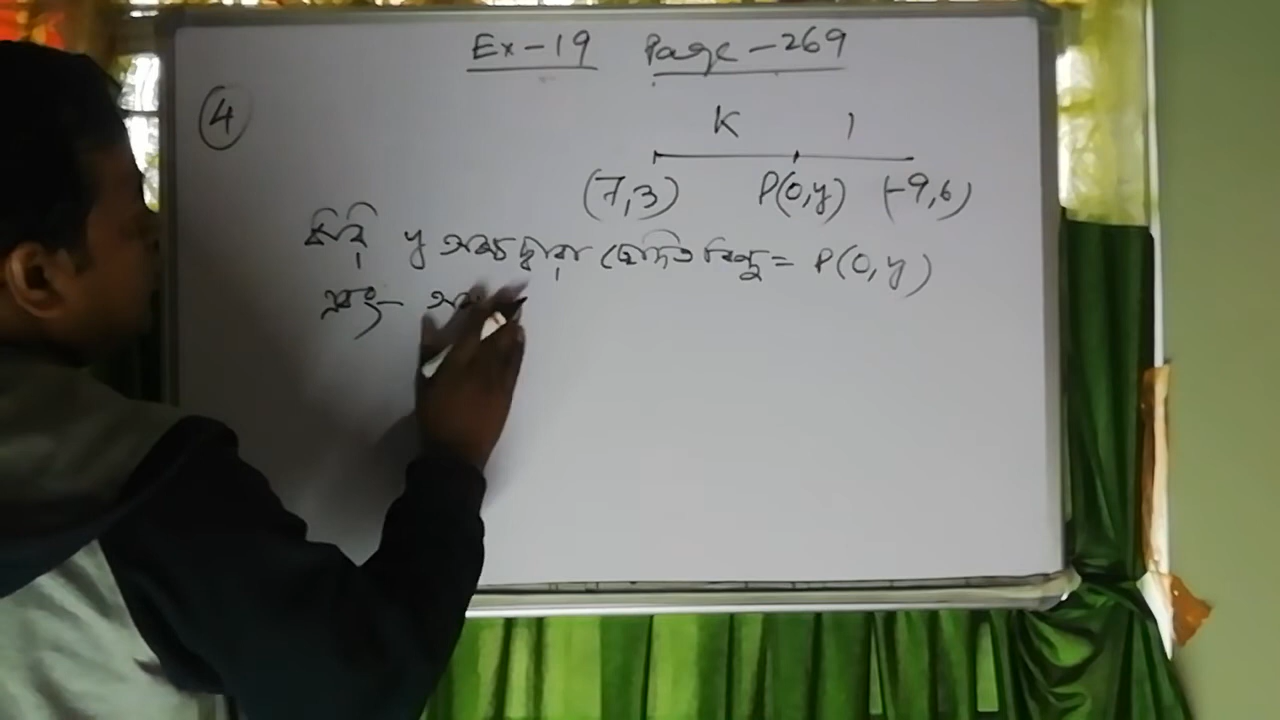 Ex-19 Page-269
④
K 1
(7,3) P(0,y) (-9,6)
ধরি, y অক্ষ দ্বারা ছেদিত বিন্দু = P(0,y)